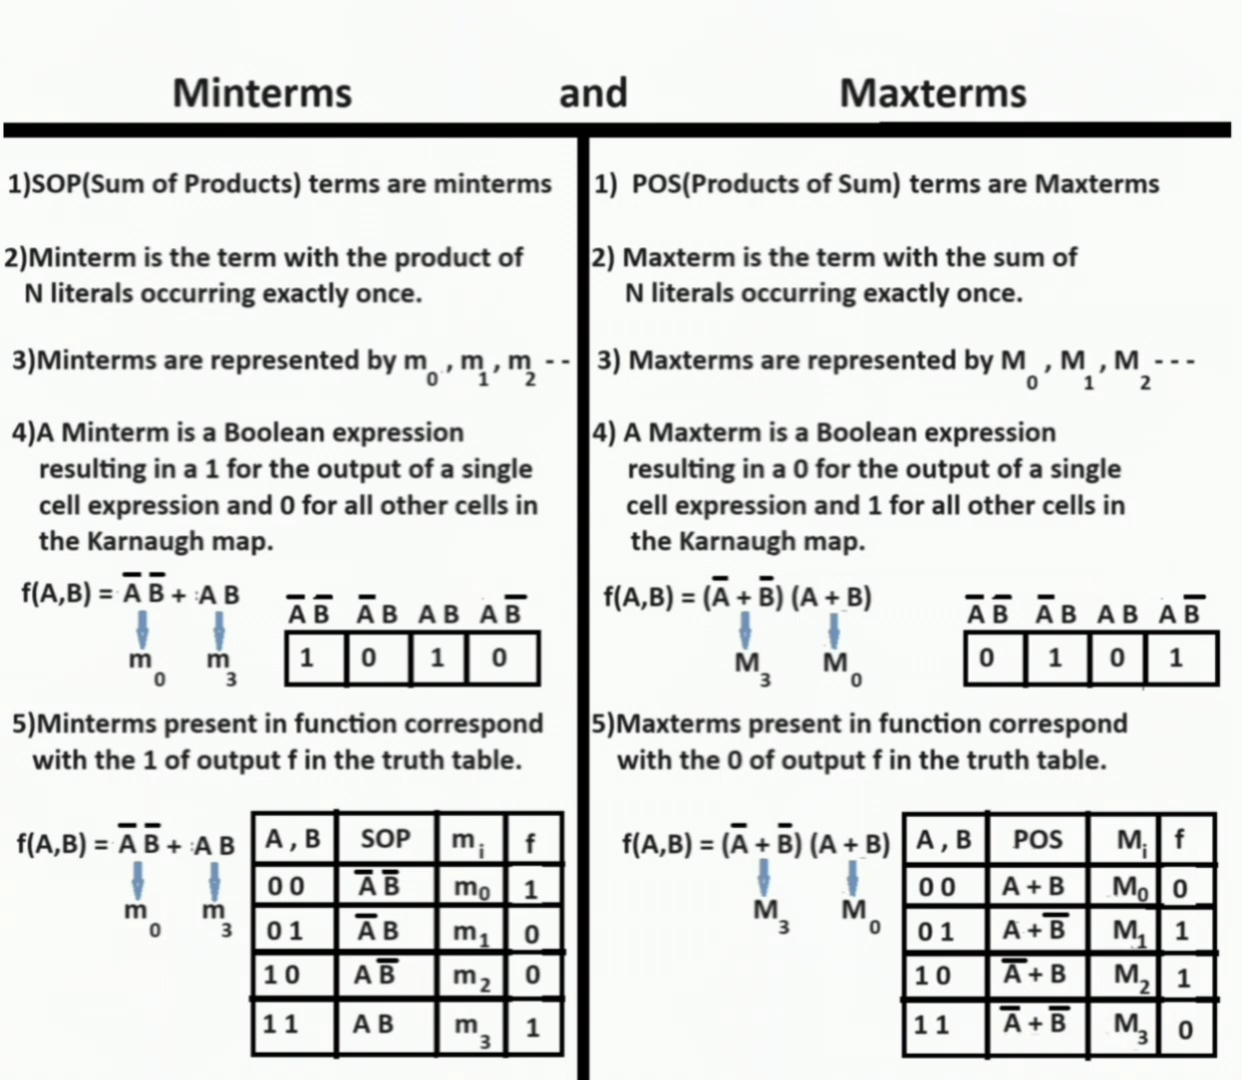 Minterms and Maxterms
1)SOP(Sum of Products) terms are minterms
2)Minterm is the term with the product of
N literals occurring exactly once.
3)Minterms are represented by m₀ , m₁ , m₂ - -
4)A Minterm is a Boolean expression
resulting in a 1 for the output of a single
cell expression and 0 for all other cells in
the Karnaugh map.
f(A,B) = A̅ B̅ + A B
m₀ m₃
A̅ B̅ A̅ B A B A B̅
1 0 1 0
5)Minterms present in function correspond
with the 1 of output f in the truth table.
f(A,B) = A̅ B̅ + A B
m₀ m₃
A , B SOP mᵢ f
0 0 A̅ B̅ m₀ 1
0 1 A̅ B m₁ 0
1 0 A B̅ m₂ 0
1 1 A B m₃ 1
1) POS(Products of Sum) terms are Maxterms
2) Maxterm is the term with the sum of
N literals occurring exactly once.
3) Maxterms are represented by M₀ , M₁ , M₂ - - -
4) A Maxterm is a Boolean expression
resulting in a 0 for the output of a single
cell expression and 1 for all other cells in
the Karnaugh map.
f(A,B) = (A̅ + B̅) (A + B)
M₃ M₀
A̅ B̅ A̅ B A B A B̅
0 1 0 1
5)Maxterms present in function correspond
with the 0 of output f in the truth table.
f(A,B) = (A̅ + B̅) (A + B)
M₃ M₀
A , B POS Mᵢ f
0 0 A + B M₀ 0
0 1 A + B̅ M₁ 1
1 0 A̅ + B M₂ 1
1 1 A̅ + B̅ M₃ 0